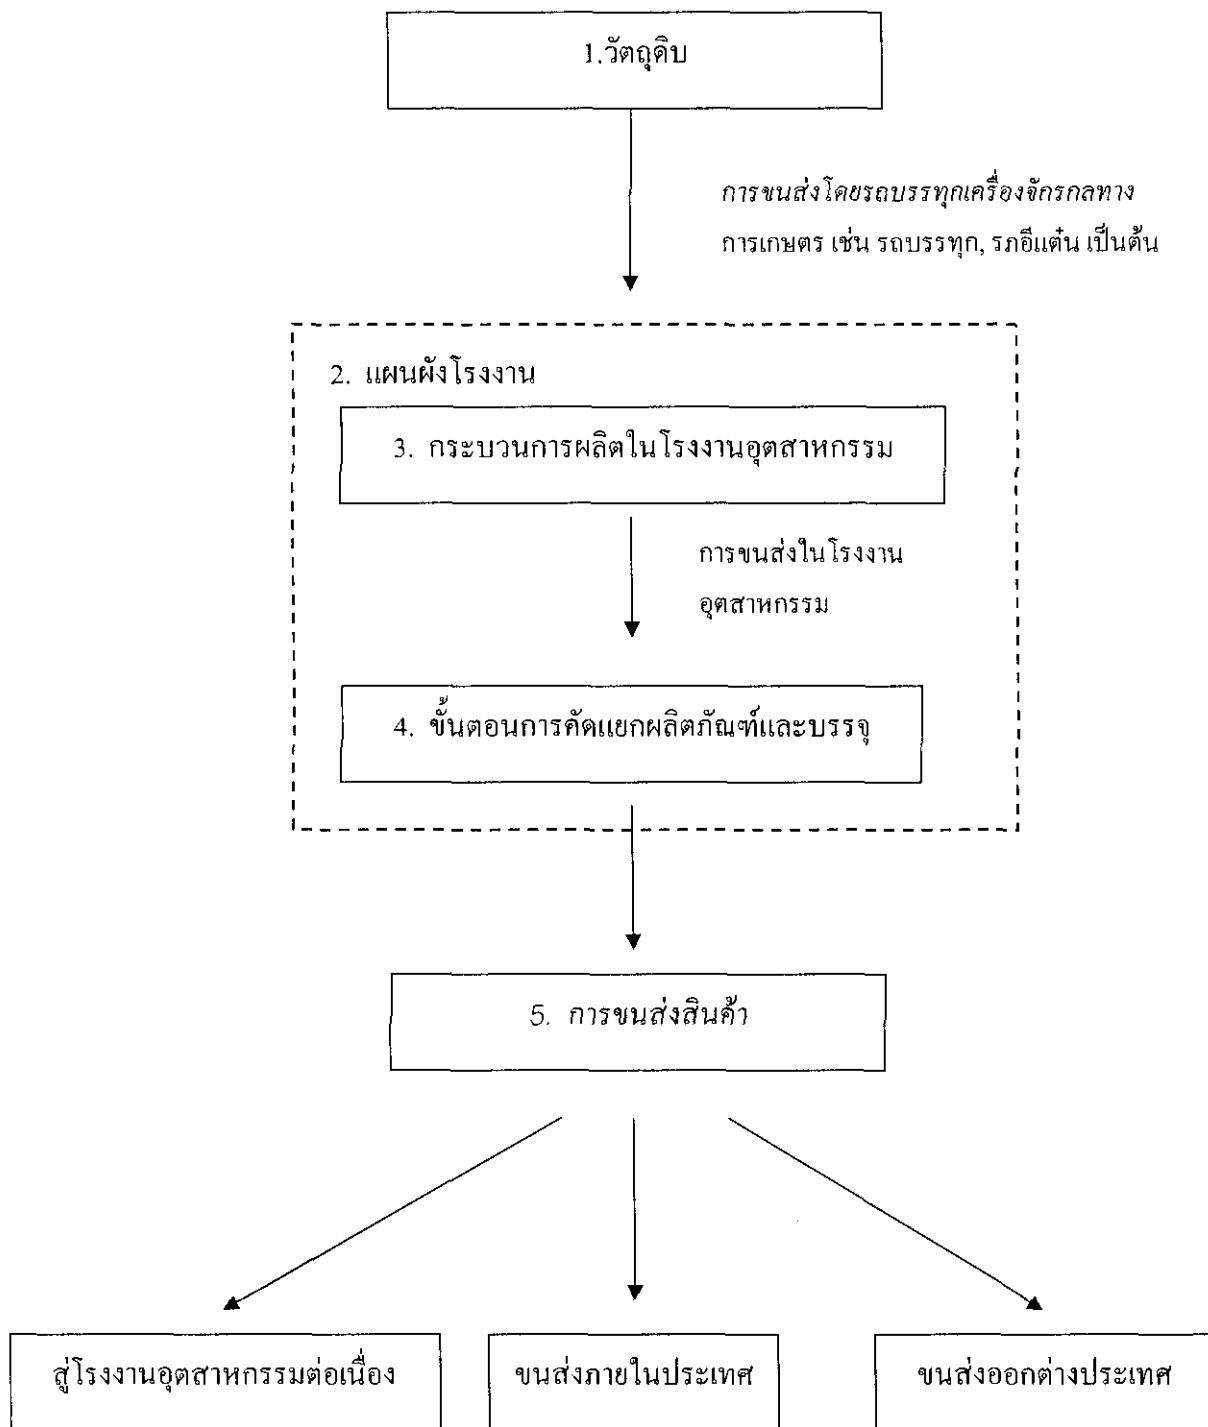 1.วัตถุดิบ
การขนส่งโดยรถบรรทุกเครื่องจักรกลทาง
การเกษตร เช่น รถบรรทุก, รภอีแต๋น เป็นต้น
2. แผนผังโรงงาน
3. กระบวนการผลิตในโรงงานอุตสาหกรรม
การขนส่งในโรงงาน
อุตสาหกรรม
4. ขั้นตอนการคัดแยกผลิตภัณฑ์และบรรจุ
5. การขนส่งสินค้า
สู่โรงงานอุตสาหกรรมต่อเนื่อง
ขนส่งภายในประเทศ
ขนส่งออกต่างประเทศ